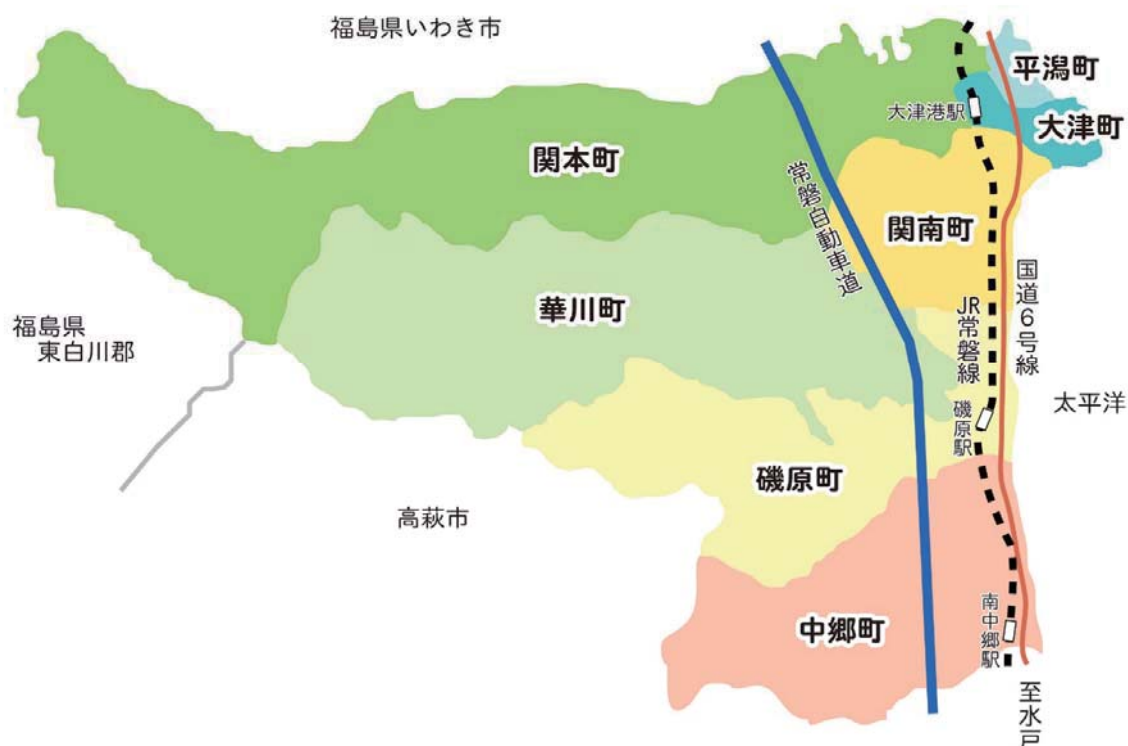 福島県いわき市
平潟町
大津港駅
大津町
関本町
常磐自動車道
関南町
国道6号線
JR常磐線
華川町
福島県
東白川郡
太平洋
磯原駅
磯原町
高萩市
中郷町
南中郷駅
至水戸